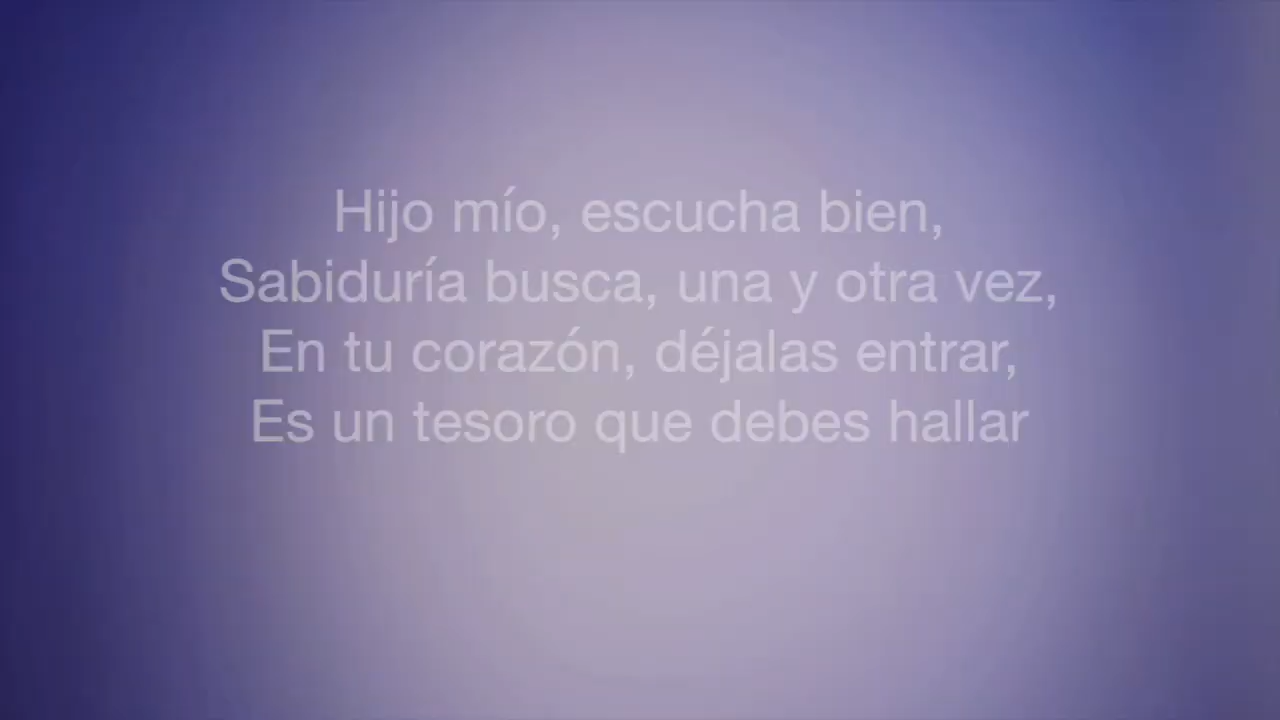 Hijo mío, escucha bien,
Sabiduría busca, una y otra vez,
En tu corazón, déjalas entrar,
Es un tesoro que debes hallar